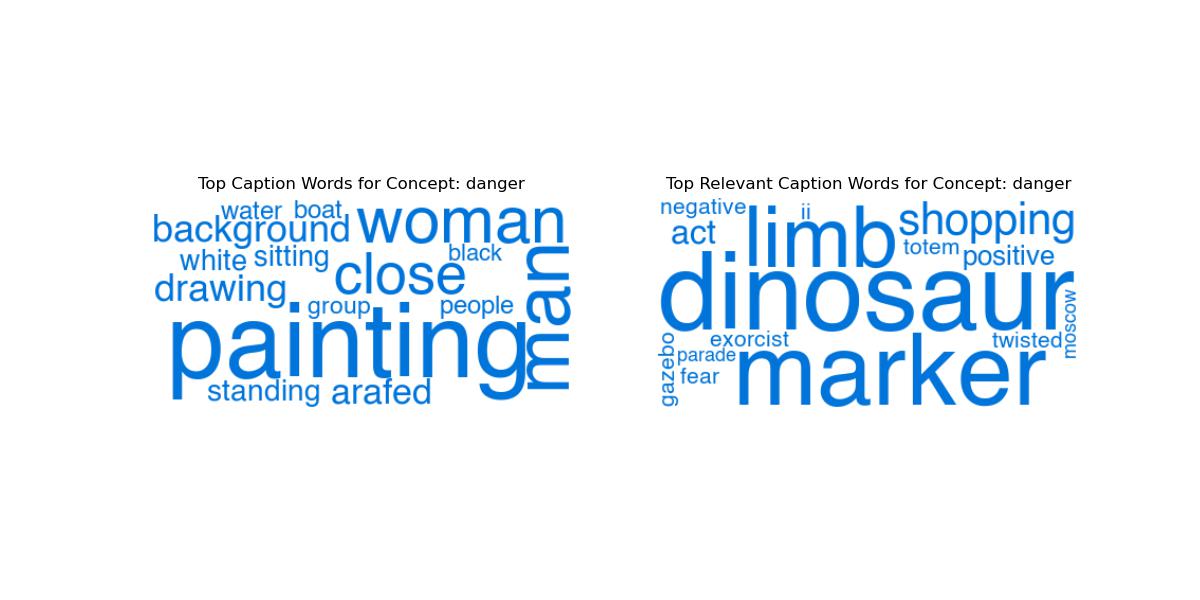 Top Caption Words for Concept: danger
water boat
background woman
white sitting black
drawing close man
group people
painting
standing arafed
Top Relevant Caption Words for Concept: danger
negative ii shopping
act limb totem positive
dinosaur
moscow
gazebo exorcist twisted
parade
fear marker